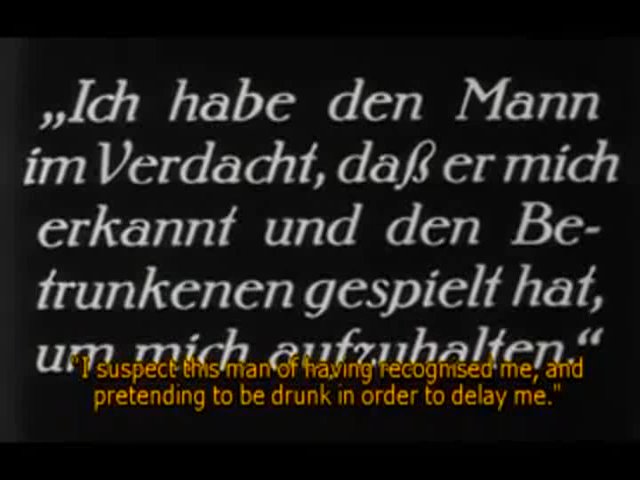 „Ich habe den Mann
im Verdacht, daß er mich
erkannt und den Be-
trunkenen gespielt hat,
um mich aufzuhalten.“
"I suspect this man of having recognised me, and
pretending to be drunk in order to delay me."